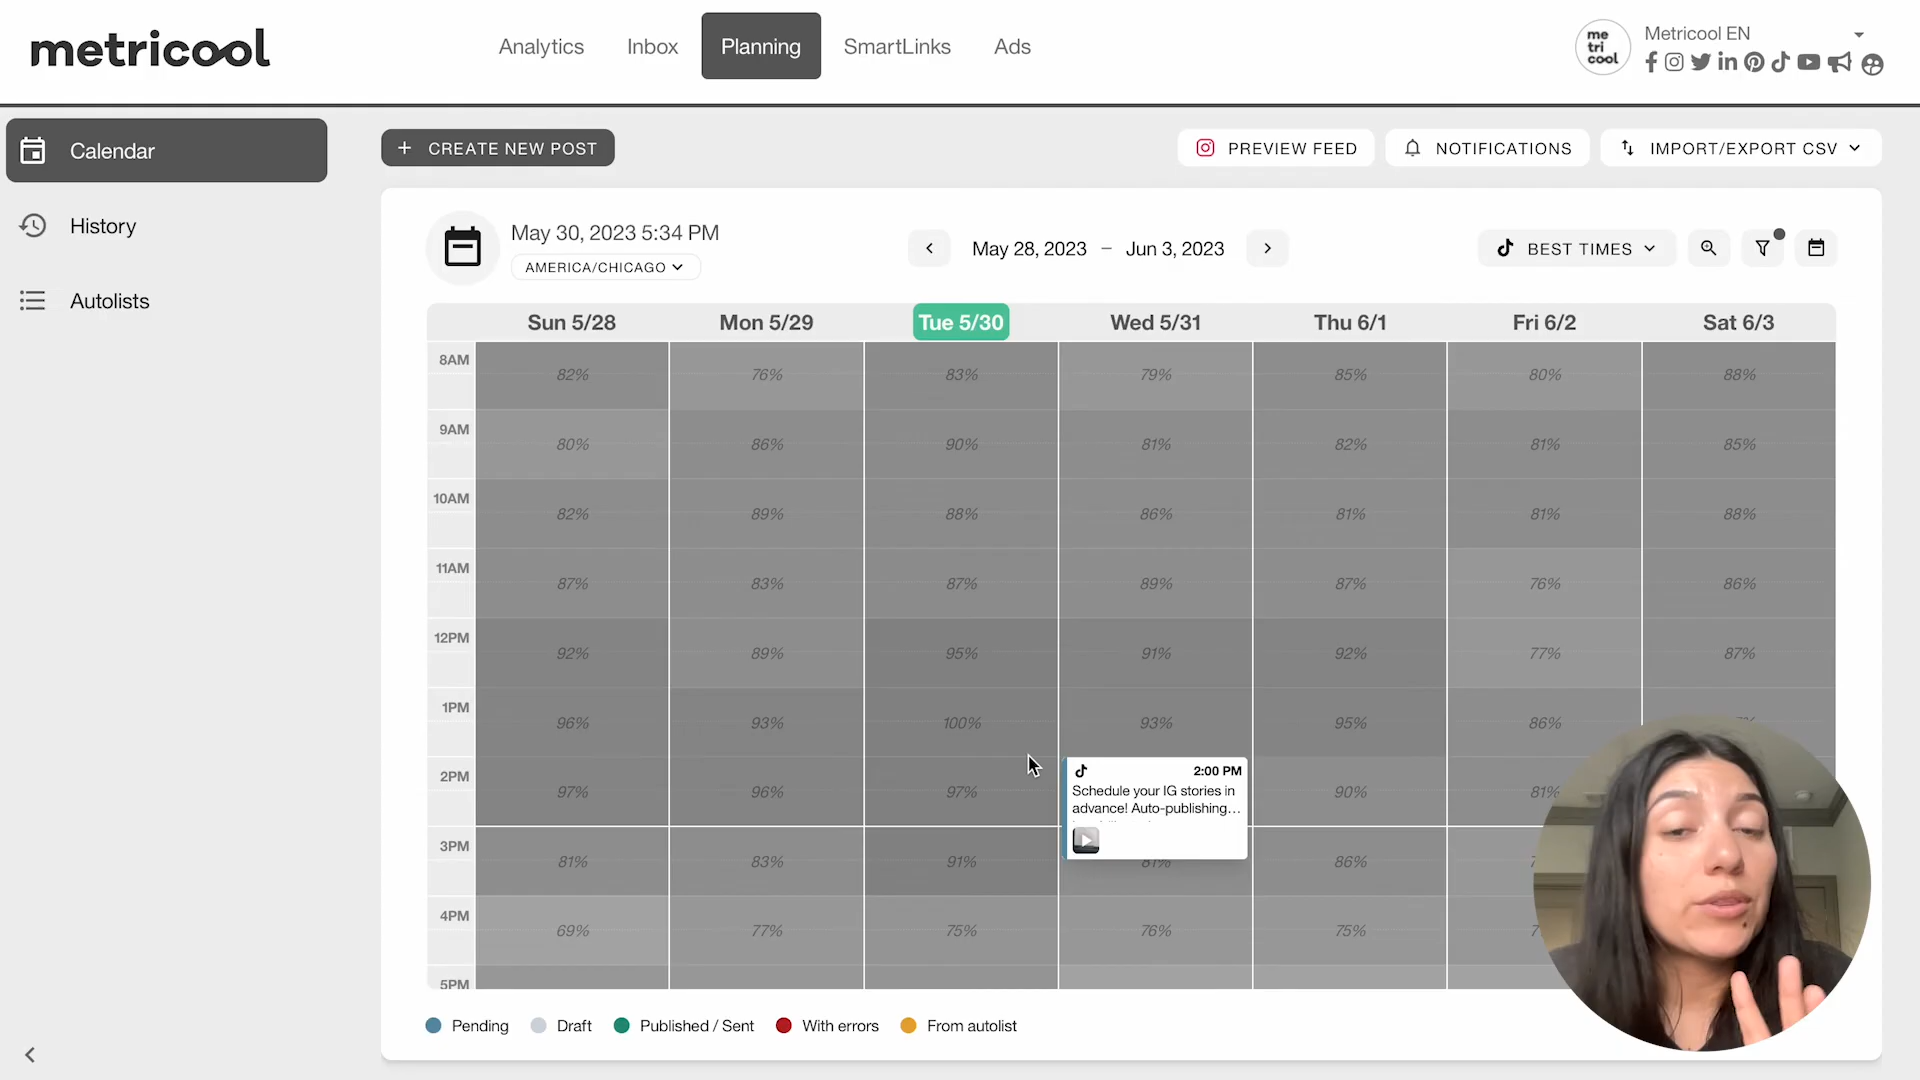 metricool
Analytics
Inbox
Planning
SmartLinks
Ads
me
tri
cool
Metricool EN
Calendar
History
Autolists
+ CREATE NEW POST
PREVIEW FEED
NOTIFICATIONS
IMPORT/EXPORT CSV
May 30, 2023 5:34 PM
AMERICA/CHICAGO
May 28, 2023 – Jun 3, 2023
BEST TIMES
Sun 5/28 Mon 5/29 Tue 5/30 Wed 5/31 Thu 6/1 Fri 6/2 Sat 6/3
8AM 82% 76% 83% 79% 85% 80% 88%
9AM 80% 86% 90% 81% 82% 81% 85%
10AM 82% 89% 88% 86% 81% 81% 88%
11AM 87% 83% 87% 89% 87% 76% 86%
12PM 92% 89% 95% 91% 92% 77% 87%
1PM 96% 93% 100% 93% 95% 86%
2PM 97% 96% 97% 90% 81%
2:00 PM
Schedule your IG stories in
advance! Auto-publishing...
3PM 81% 83% 91% 81% 86%
4PM 69% 77% 75% 76% 75%
5PM
Pending
Draft
Published / Sent
With errors
From autolist